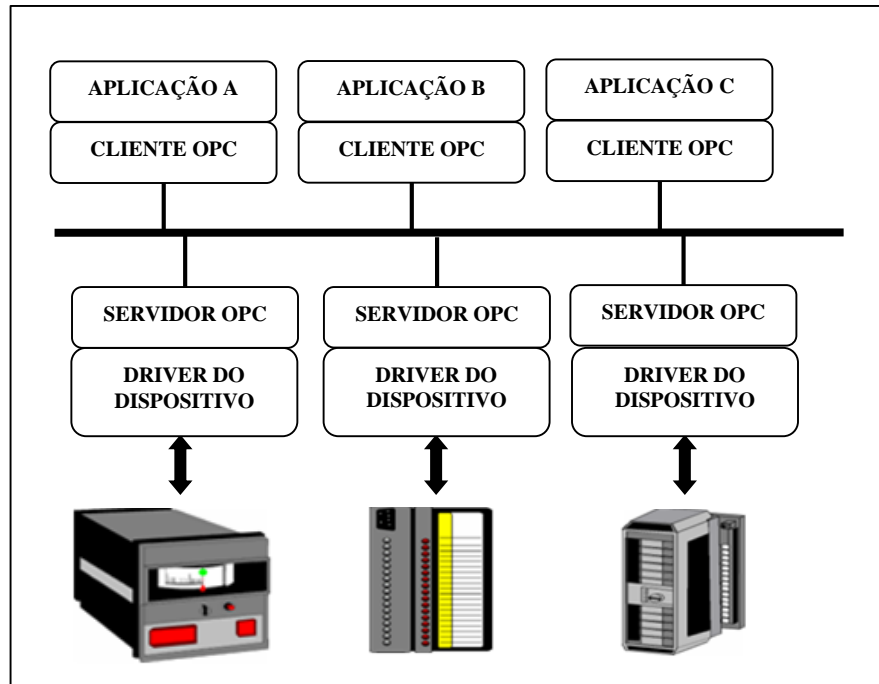 APLICAÇÃO A
CLIENTE OPC
APLICAÇÃO B
CLIENTE OPC
APLICAÇÃO C
CLIENTE OPC
SERVIDOR OPC
DRIVER DO
DISPOSITIVO
SERVIDOR OPC
DRIVER DO
DISPOSITIVO
SERVIDOR OPC
DRIVER DO
DISPOSITIVO